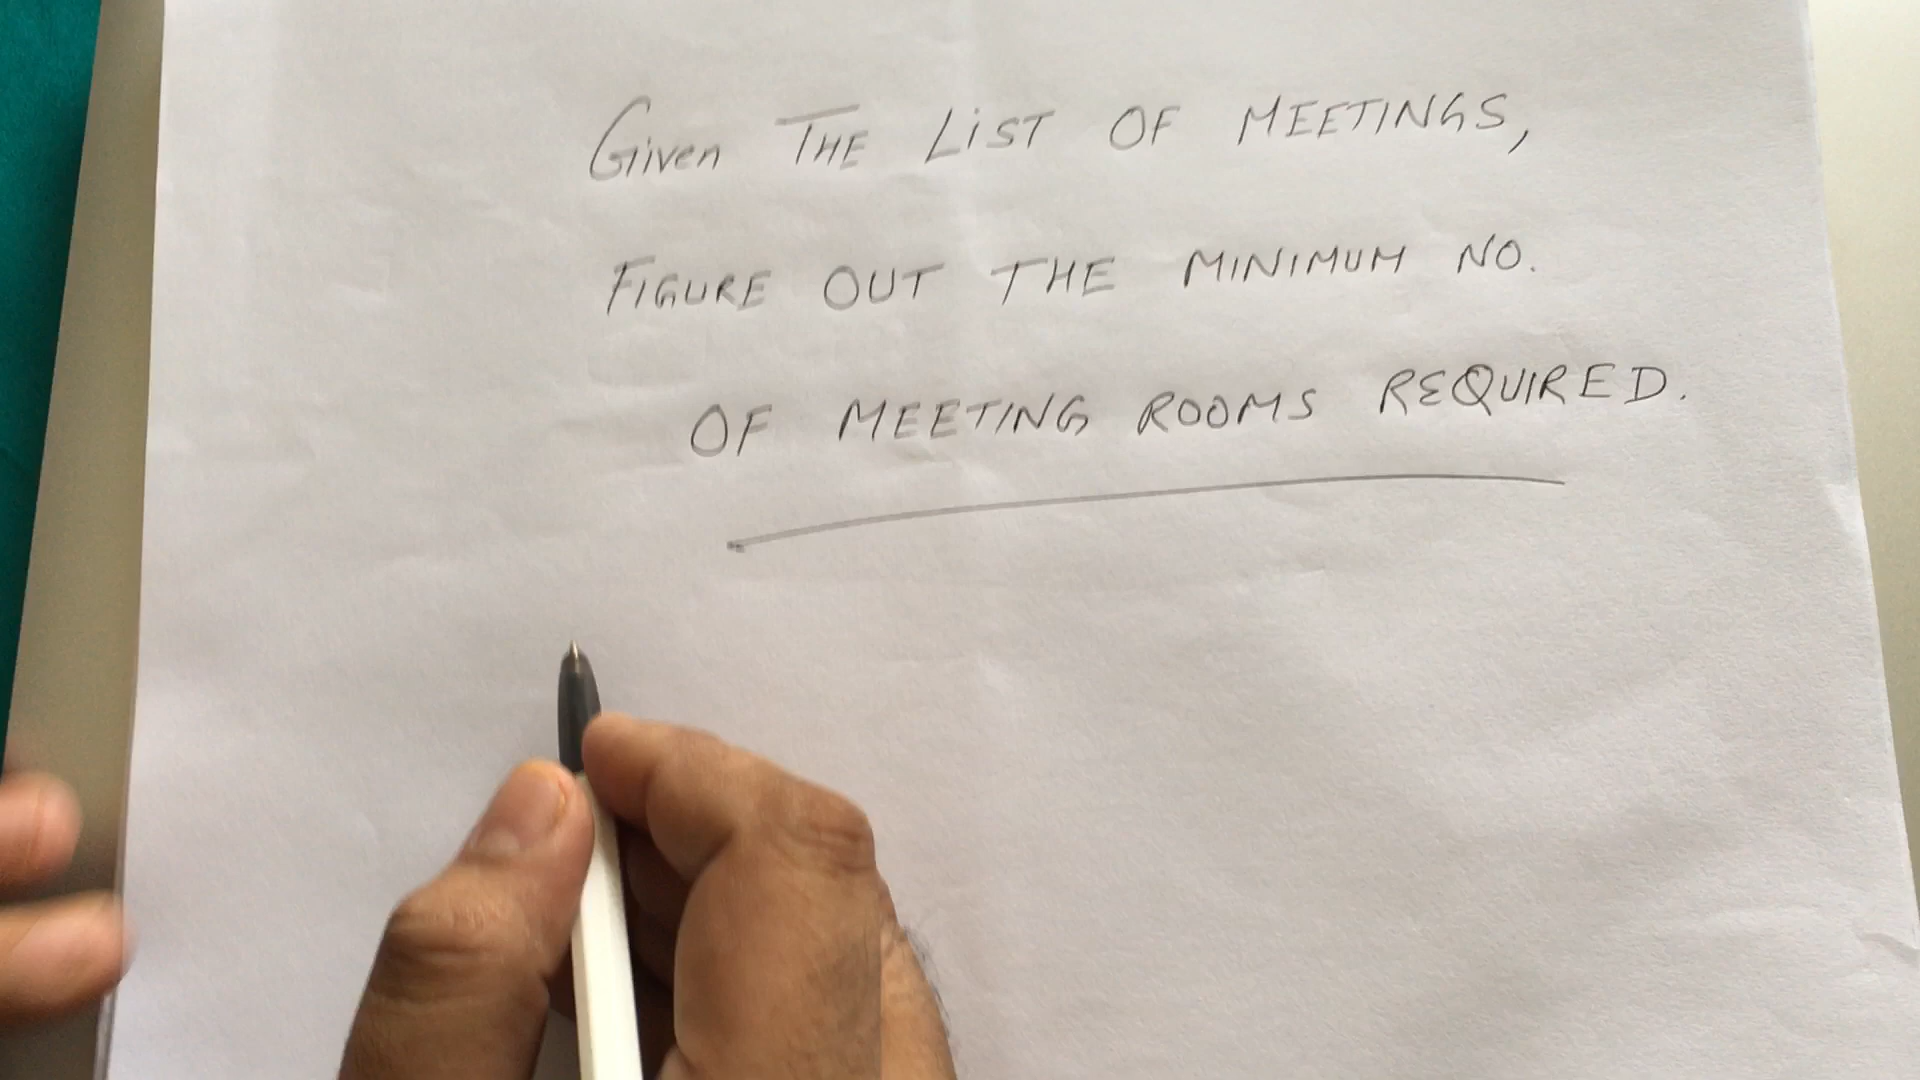 Given THE LiST OF MEETINGS,
FIGURE OUT THE MINIMUM NO.
OF MEETING ROOMS REQUIRED.